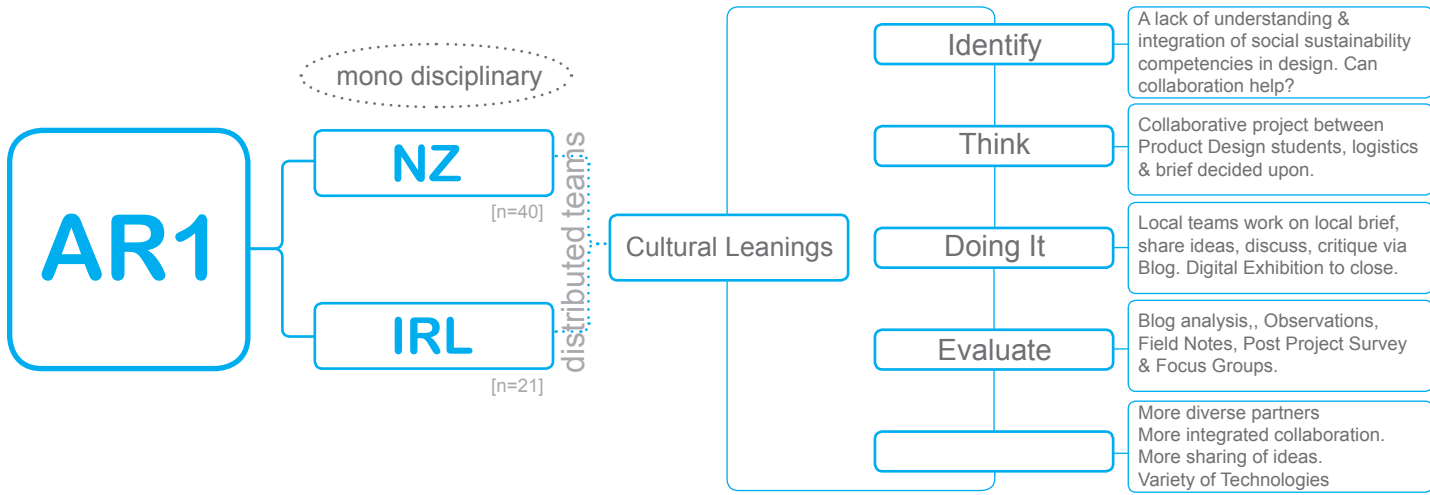 AR1
mono disciplinary
NZ
[n=40]
IRL
[n=21]
distributed teams
Cultural Leanings
Identify
A lack of understanding &
integration of social sustainability
competencies in design. Can
collaboration help?
Think
Collaborative project between
Product Design students, logistics
& brief decided upon.
Doing It
Local teams work on local brief,
share ideas, discuss, critique via
Blog. Digital Exhibition to close.
Evaluate
Blog analysis,, Observations,
Field Notes, Post Project Survey
& Focus Groups.
More diverse partners
More integrated collaboration.
More sharing of ideas.
Variety of Technologies